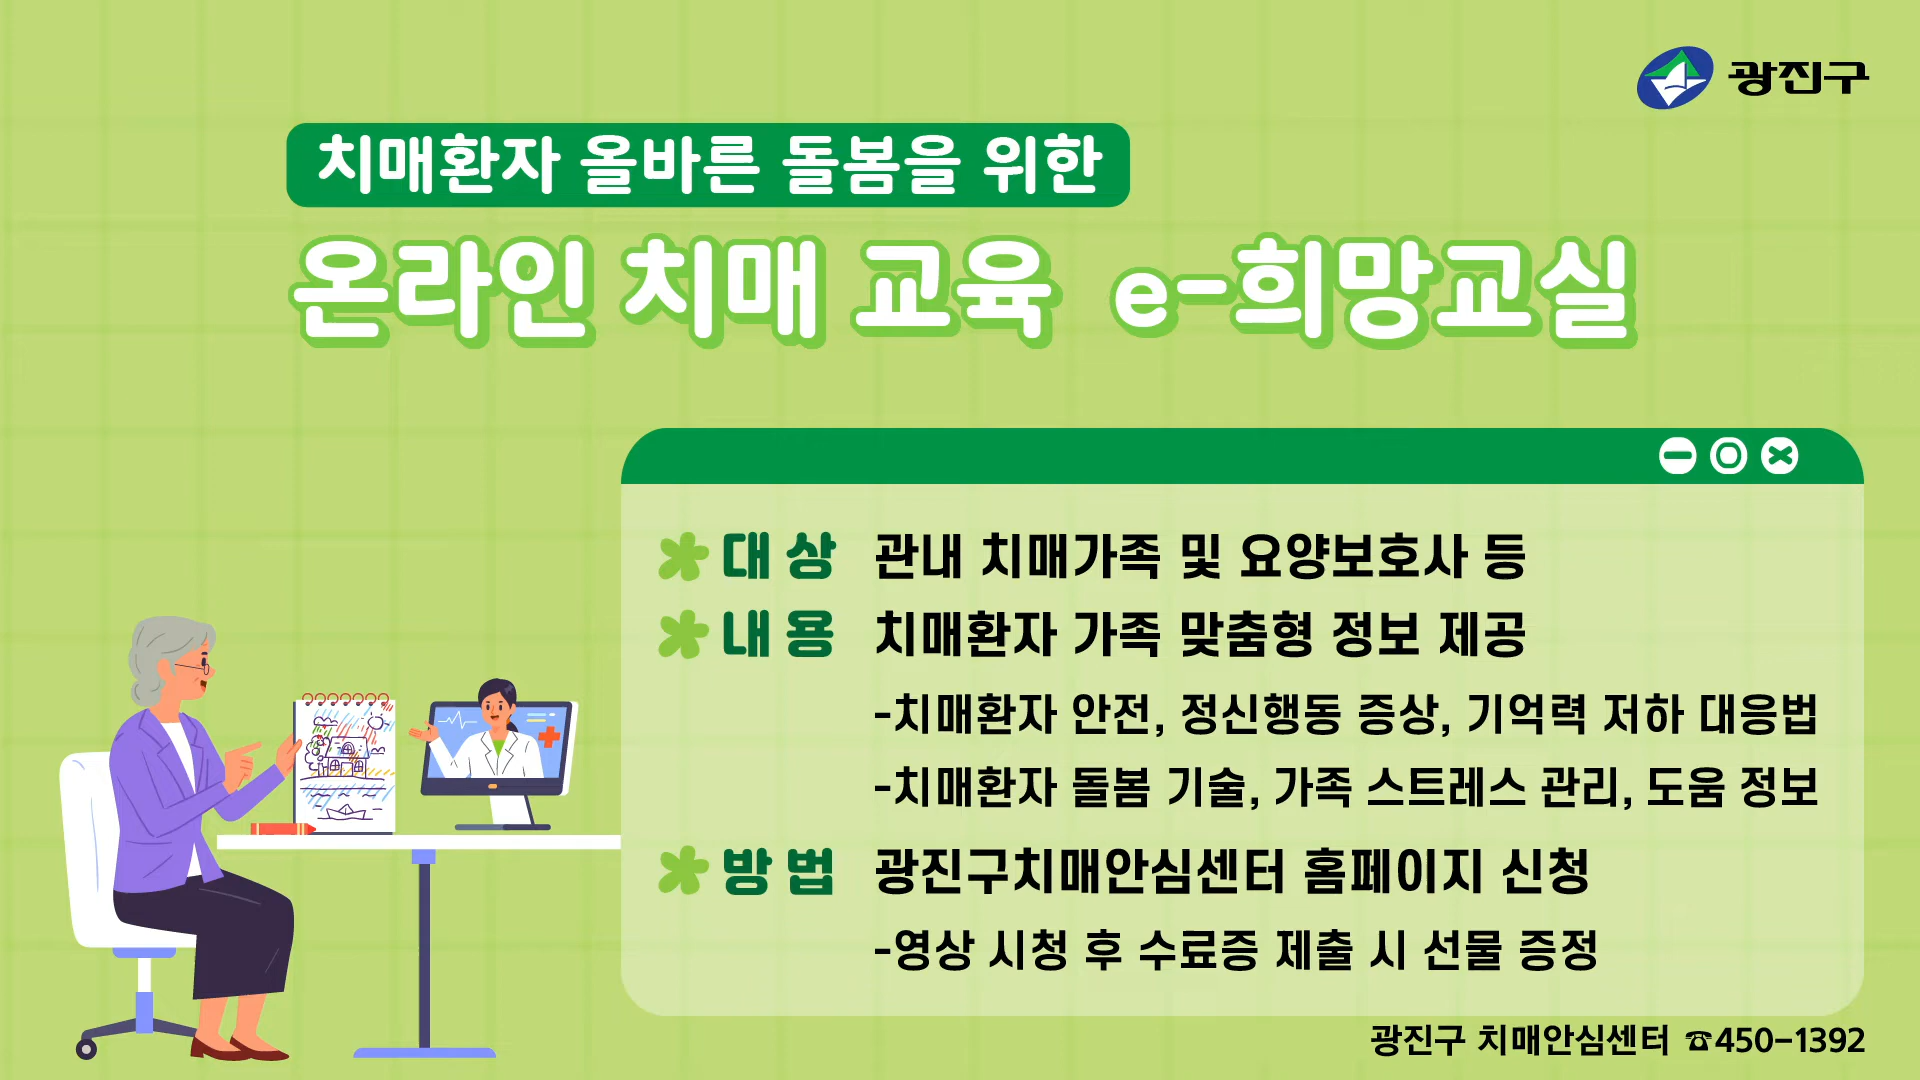 광진구
치매환자 올바른 돌봄을 위한
온라인 치매 교육 e-희망교실
대상 관내 치매가족 및 요양보호사 등
내용 치매환자 가족 맞춤형 정보 제공
-치매환자 안전, 정신행동 증상, 기억력 저하 대응법
-치매환자 돌봄 기술, 가족 스트레스 관리, 도움 정보
방법 광진구치매안심센터 홈페이지 신청
-영상 시청 후 수료증 제출 시 선물 증정
광진구 치매안심센터 ☎450-1392